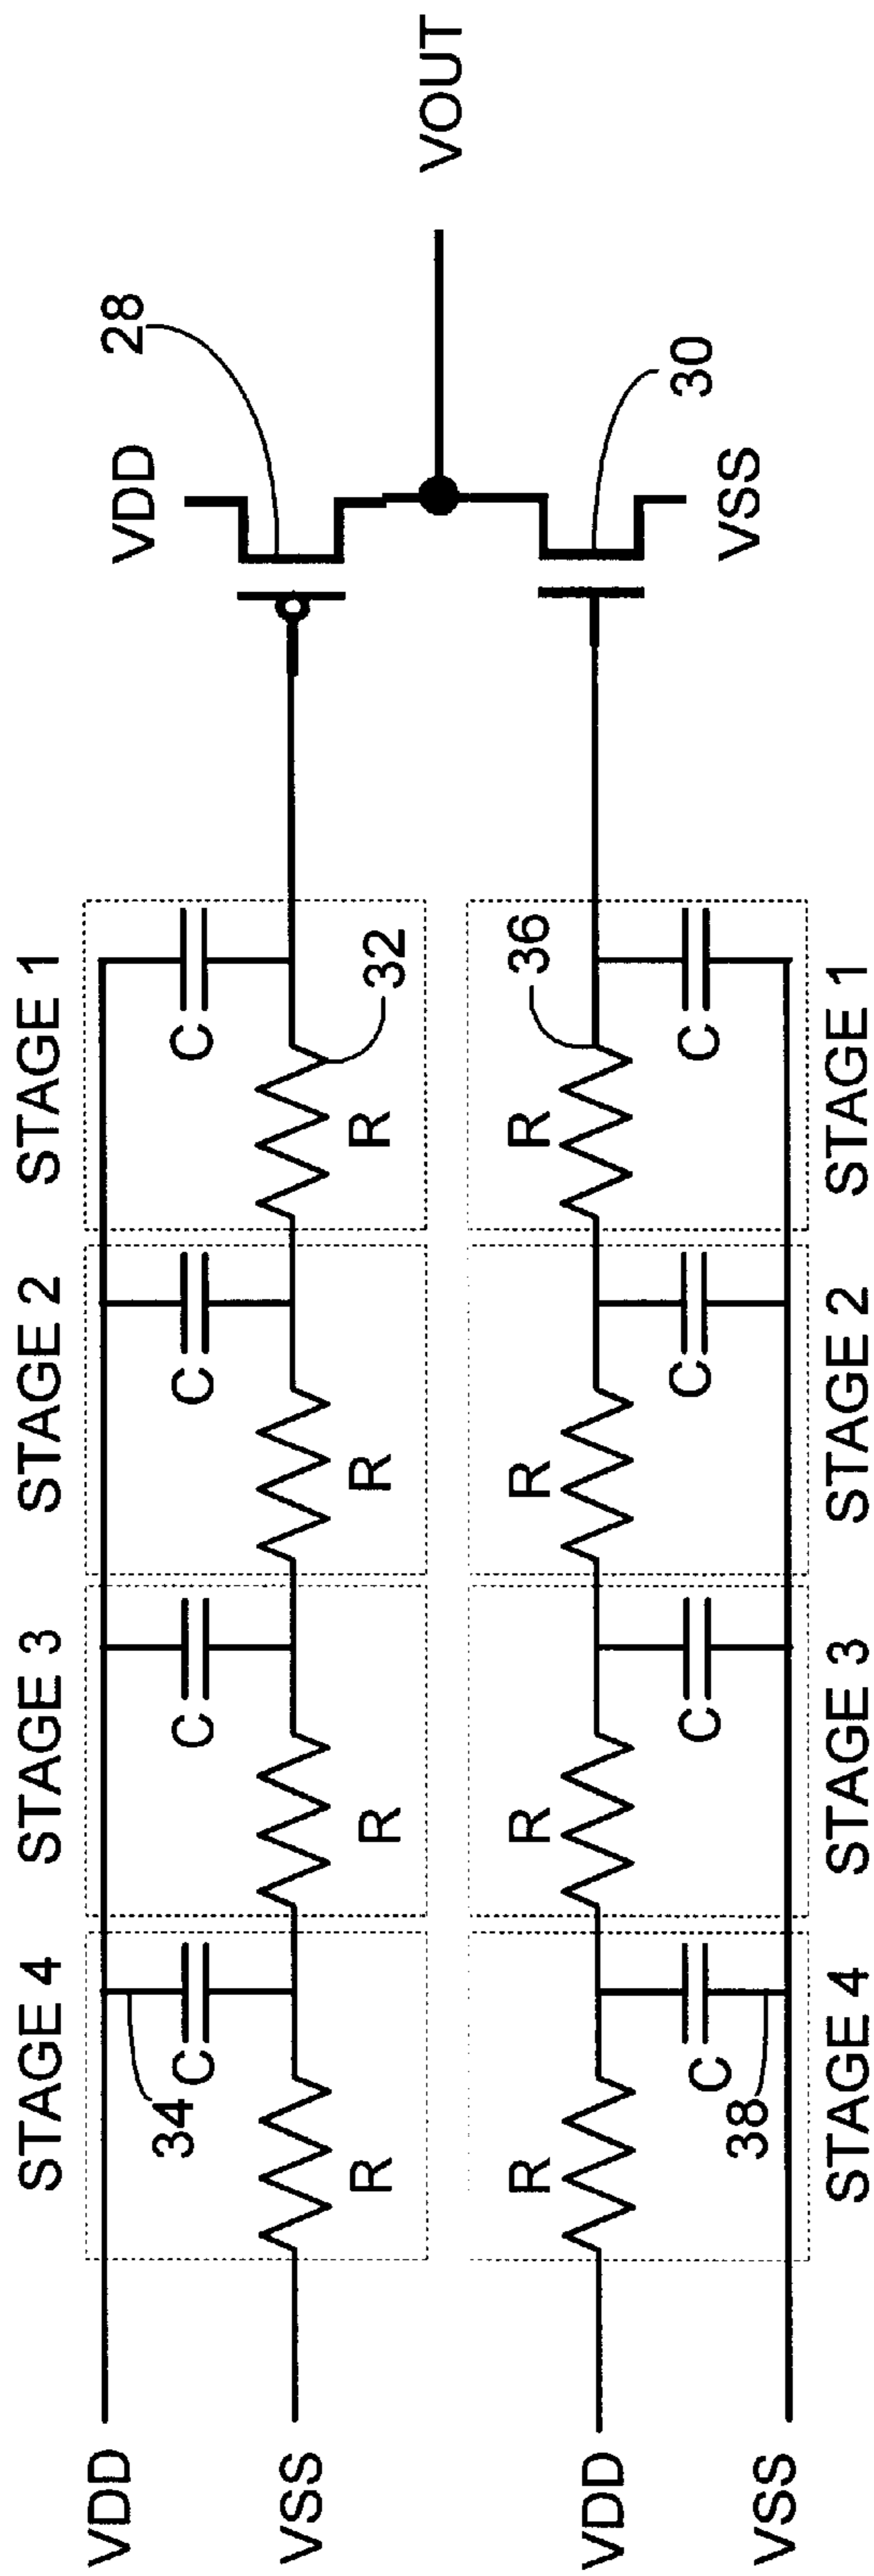 STAGE 4 STAGE 3 STAGE 2 STAGE 1
VDD VDD 28
34 C C C C
VSS R R R R 32
VOUT
VDD R R R R 36
C C C C 30
38 VSS
VSS
STAGE 4 STAGE 3 STAGE 2 STAGE 1